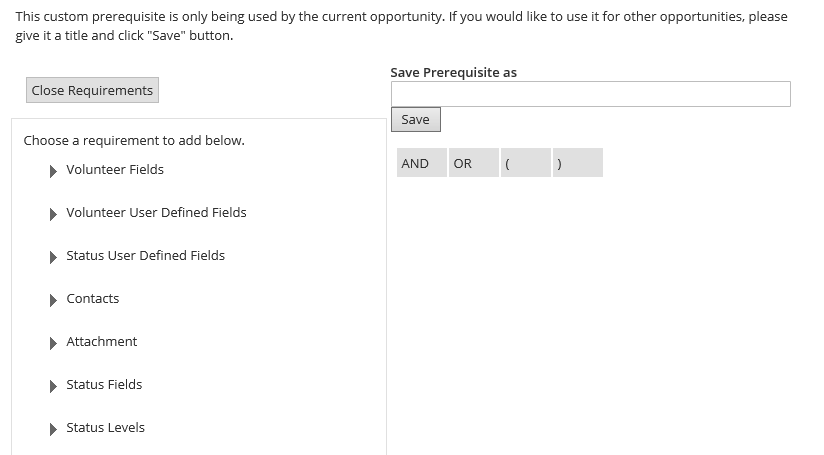 This custom prerequisite is only being used by the current opportunity. If you would like to use it for other opportunities, please
give it a title and click "Save" button.
Close Requirements
Choose a requirement to add below.
Volunteer Fields
Volunteer User Defined Fields
Status User Defined Fields
Contacts
Attachment
Status Fields
Status Levels
Save Prerequisite as
Save
AND OR ( )